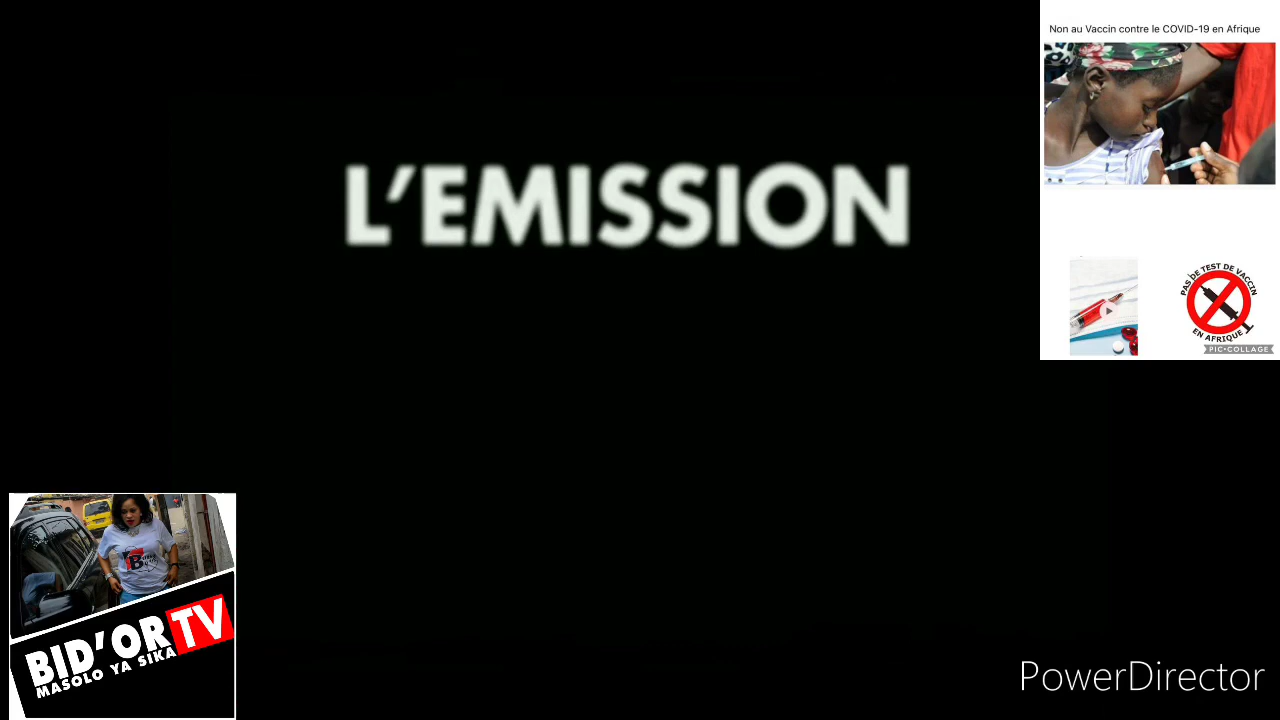 Non au Vaccin contre le COVID-19 en Afrique
L'EMISSION
PAS DE TEST DE VACCIN
EN AFRIQUE
PIC•COLLAGE
BID'OR TV
MASOLO YA SIKA
PowerDirector